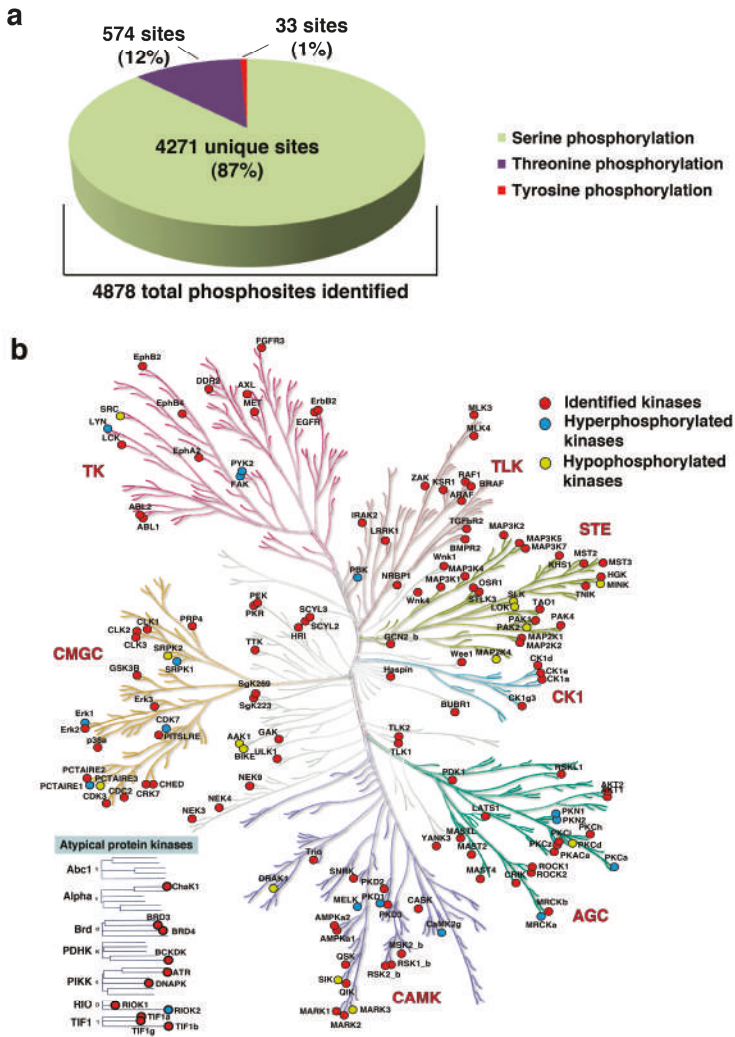 a
574 sites
(12%)
33 sites
(1%)
4271 unique sites
(87%)
Serine phosphorylation
Threonine phosphorylation
Tyrosine phosphorylation
4878 total phosphosites identified
b
Identified kinases
Hyperphosphorylated
kinases
Hypophosphorylated
kinases
TK
FGFR3
EphB2
DDR2
AXL
MET
ErbB2
EGFR
SRC
EphB4
LYN
LCK
EphA2
PYK2
FAK
ABL2
ABL1
TLK
MLK3
MLK4
ZAK
KSR1
RAF1
BRAF
ARAF
IRAK2
LRRK1
TGFbR2
BMPR2
PBK
NRBP1
Wnk1
Wnk4
STE
MAP3K2
MAP3K5
MAP3K7
MAP3K4
MAP3K1
KHS1
MST2
MST3
HGK
MINK
TNIK
OSR1
STLK3
SLK
LOK
TAO1
PAK1
PAK2
PAK4
MAP2K1
MAP2K2
MAP2K4
GCN2_b
Wee1
Haspin
CK1
CK1d
CK1e
CK1a
CK1g3
BUBR1
PEK
PKR
SCYL3
SCYL2
HRI
TTK
SgK269
SgK223
CMGC
CLK1
CLK2
CLK3
PRP4
SRPK2
SRPK1
GSK3B
Erk3
Erk1
Erk2
p38a
CDK7
PITSLRE
PCTAIRE2
PCTAIRE3
PCTAIRE1
CDK3
CDC2
CRK7
CHED
AAK1
BIKE
GAK
ULK1
NEK9
NEK4
NEK3
TLK2
TLK1
AGC
PDK1
RSKL1
AKT2
AKT1
LATS1
PKN1
PKN2
PKCi
PKCh
PKCz
PKCd
PKACa
PKCa
MASTL
MAST2
MAST4
YANK3
ROCK1
ROCK2
CRIK
MRCKb
MRCKa
CAMK
Trio
DRAK1
SNRK
PKD2
PKD1
PKD3
MELK
CASK
CaMK2g
AMPKa2
AMPKa1
QSK
MSK2_b
RSK1_b
RSK2_b
SIK
QIK
MARK1
MARK2
MARK3
Atypical protein kinases
Abc1
Alpha
ChaK1
Brd
BRD3
BRD4
PDHK
BCKDK
PIKK
ATR
DNAPK
RIO
RIOK1
RIOK2
TIF1
TIF1a
TIF1g
TIF1b